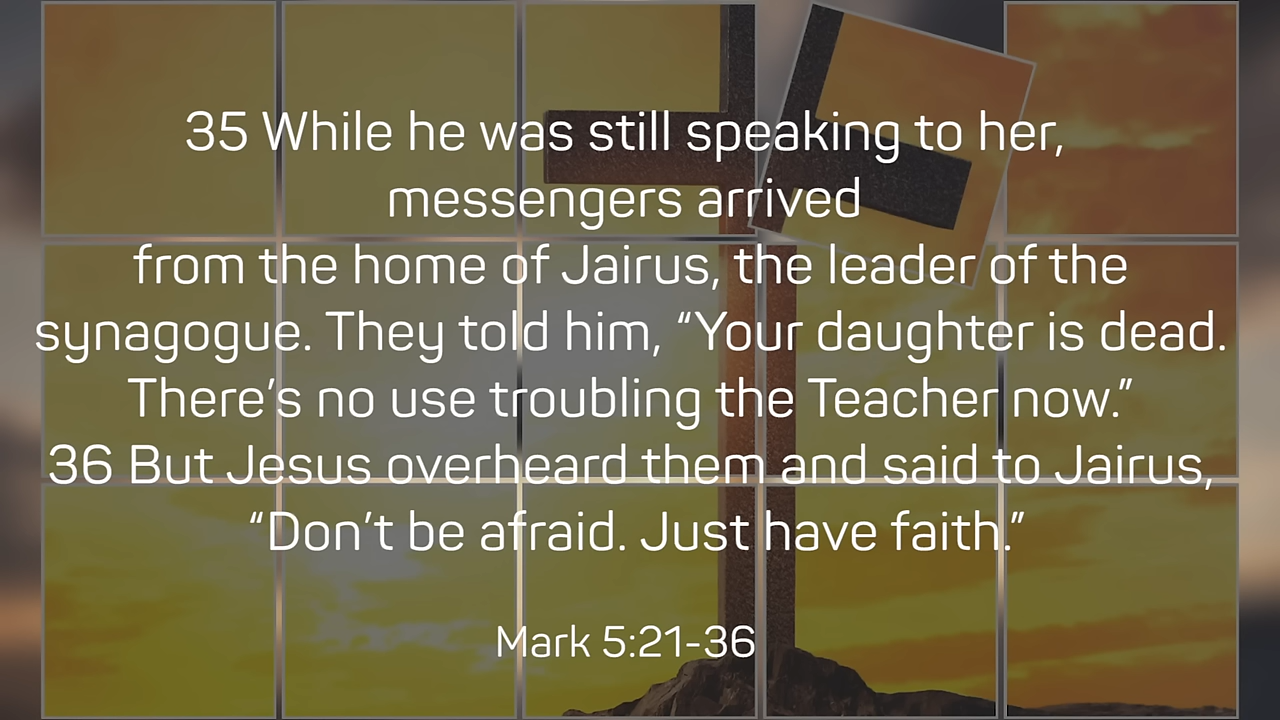 35 While he was still speaking to her,
messengers arrived
from the home of Jairus, the leader of the
synagogue. They told him, “Your daughter is dead.
There’s no use troubling the Teacher now.”
36 But Jesus overheard them and said to Jairus,
“Don’t be afraid. Just have faith.”
Mark 5:21-36